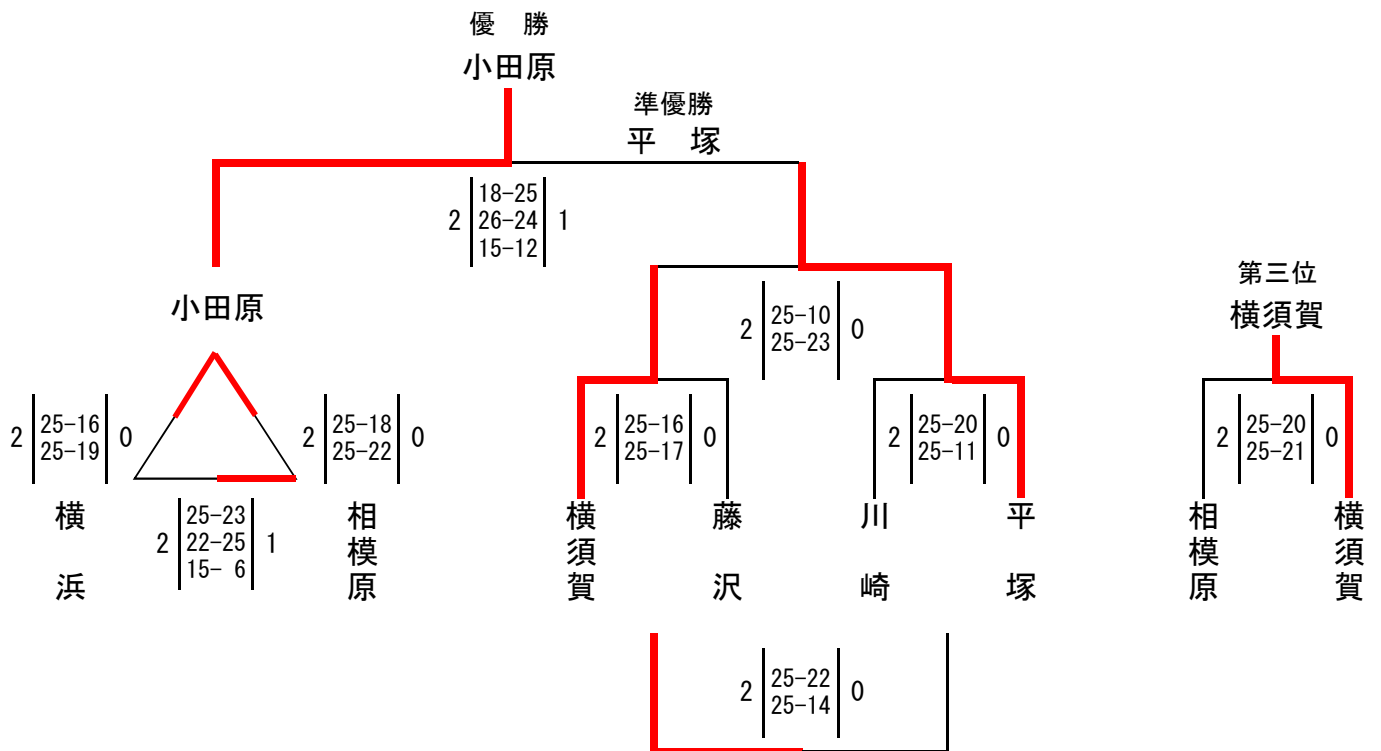 優　勝
小田原
準優勝
平　塚
2 18-25 1
26-24
15-12
小田原
第三位
横須賀
2 25-10 0
25-23
2 25-16 0
25-19
2 25-18 0
25-22
2 25-16 0
25-17
2 25-20 0
25-11
2 25-20 0
25-21
横　浜
2 25-23 1
22-25
15- 6
相模原
横須賀
藤　沢
川　崎
平　塚
相模原
横須賀
2 25-22 0
25-14